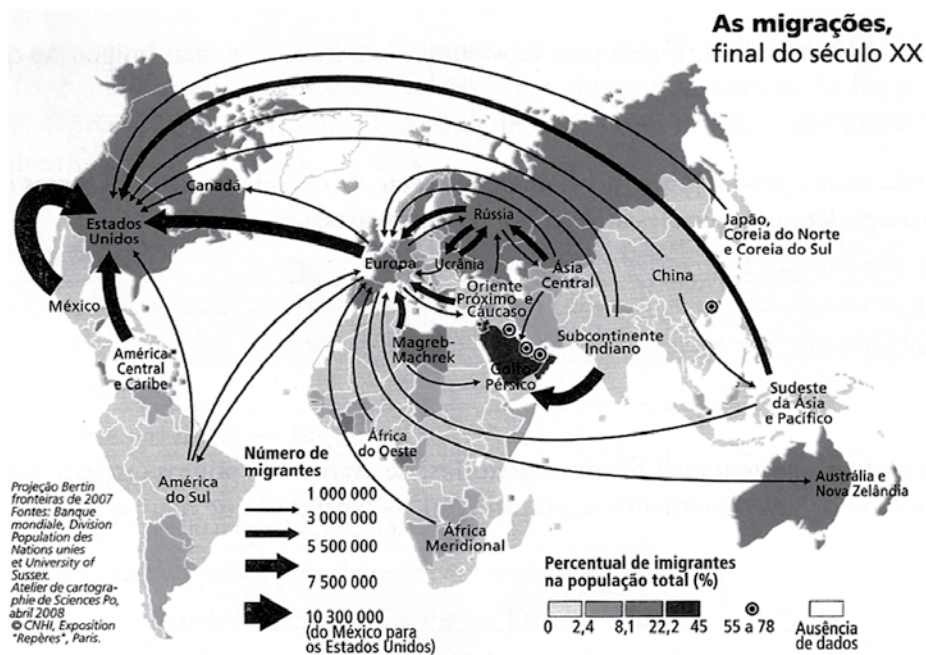 As migrações,
final do século XX
Canadá
Estados
Unidos
México
América
Central
e Caribe
América
do Sul
Europa
Rússia
Ucrânia
Ásia
Central
Oriente
Próximo e
Cáucaso
Magreb-
Machrek
Golfo
Pérsico
Subcontinente
Indiano
China
Japão,
Coreia do Norte
e Coreia do Sul
Sudeste
da Ásia
e Pacífico
África
do Oeste
África
Meridional
Austrália e
Nova Zelândia
Número de
migrantes
1 000 000
3 000 000
5 500 000
7 500 000
10 300 000
(do México para
os Estados Unidos)
Projeção Bertin
fronteiras de 2007
Fontes: Banque
mondiale, Division
Population des
Nations unies
et University of
Sussex.
Atelier de cartogra-
phie de Sciences Po,
abril 2008
© CNHI, Exposition
"Repères", Paris.
Percentual de imigrantes
na população total (%)
0 2,4 8,1 22,2 45 55 a 78 Ausência
de dados